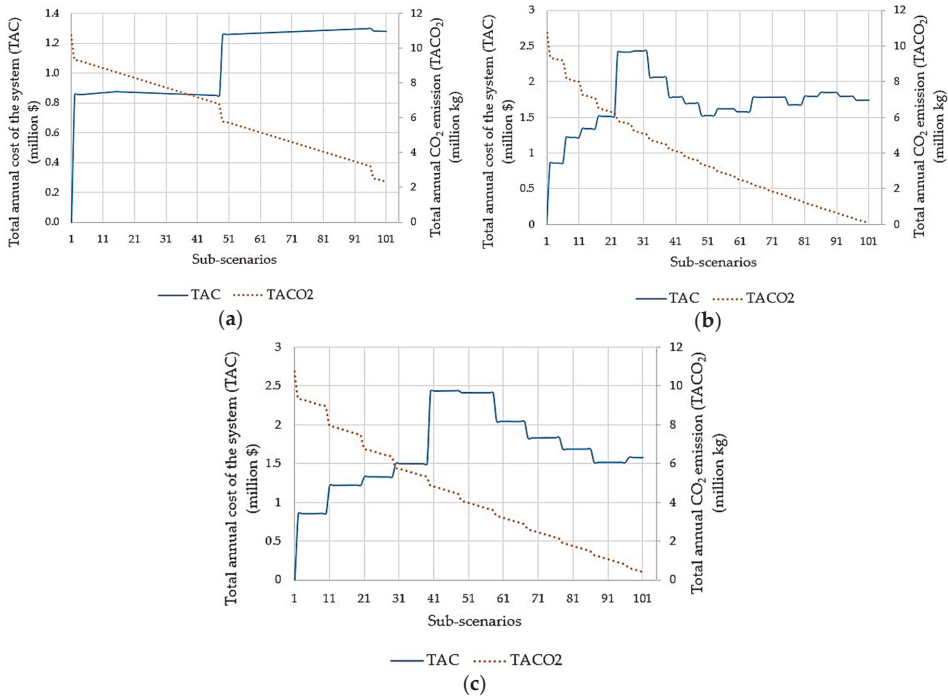 Total annual cost of the system (TAC)
(million $)
1.4
1.2
1.0
0.8
0.6
0.4
0.2
0.0
12
10
8
6
4
2
0
Total annual CO2 emission (TACO2)
(million kg)
1 11 21 31 41 51 61 71 81 91 101
Sub-scenarios
TAC TACO2
(a)
Total annual cost of the system (TAC)
(million $)
3
2.5
2
1.5
1
0.5
0
12
10
8
6
4
2
0
Total annual CO2 emission (TACO2)
(million kg)
1 11 21 31 41 51 61 71 81 91 101
Sub-scenarios
TAC TACO2
(b)
Total annual cost of the system (TAC)
(million $)
3
2.5
2
1.5
1
0.5
0
12
10
8
6
4
2
0
Total annual CO2 emission (TACO2)
(million kg)
1 11 21 31 41 51 61 71 81 91 101
Sub-scenarios
TAC TACO2
(c)